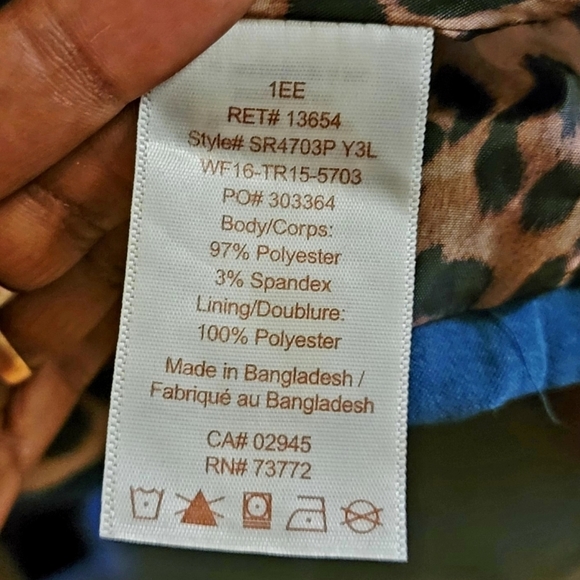 1EE
RET# 13654
Style# SR4703P Y3L
WF16-TR15-5703
PO# 303364
Body/Corps:
97% Polyester
3% Spandex
Lining/Doublure:
100% Polyester
Made in Bangladesh /
Fabriqué au Bangladesh
CA# 02945
RN# 73772